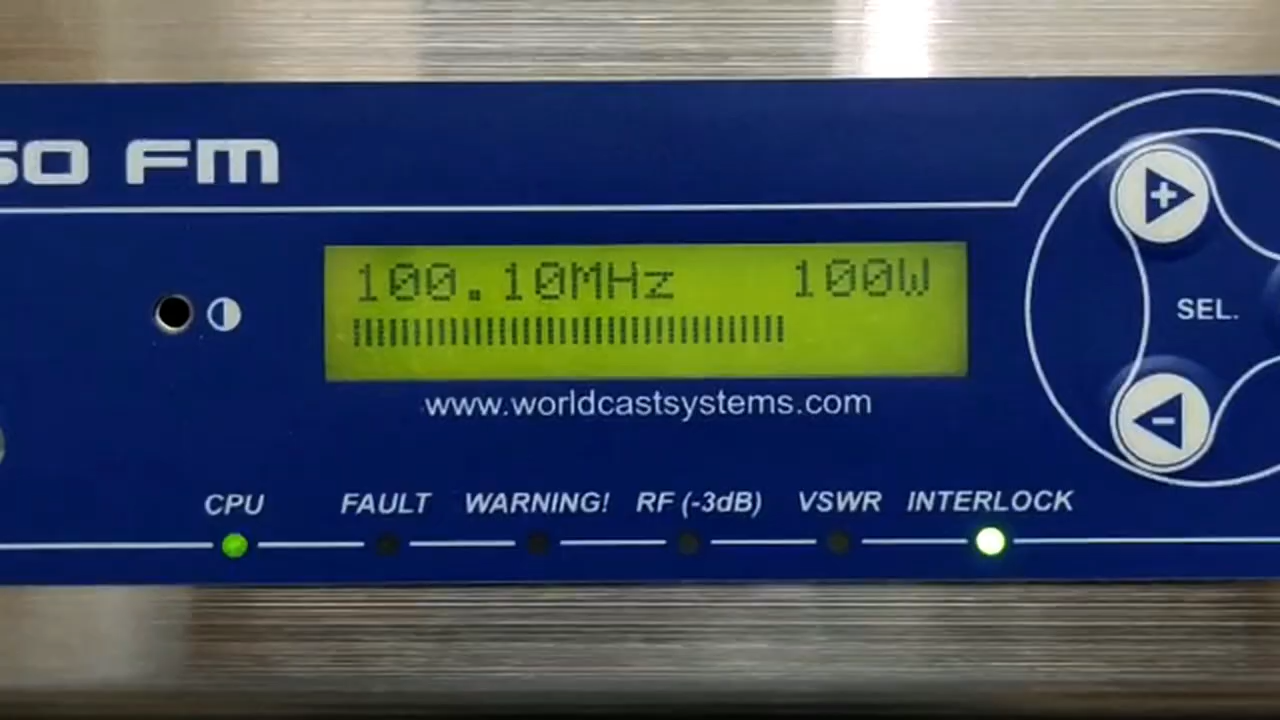 50 FM
100.10MHz 100W
www.worldcastsystems.com
SEL.
CPU FAULT WARNING! RF (-3dB) VSWR INTERLOCK